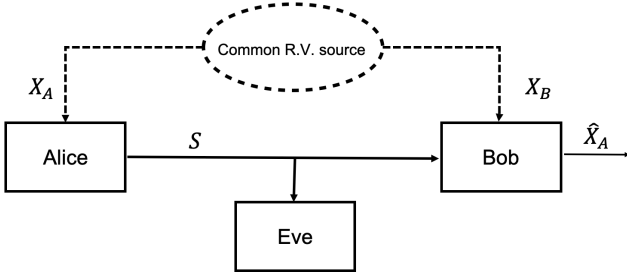 Common R.V. source
X_A
X_B
Alice
S
Bob
X̂_A
Eve